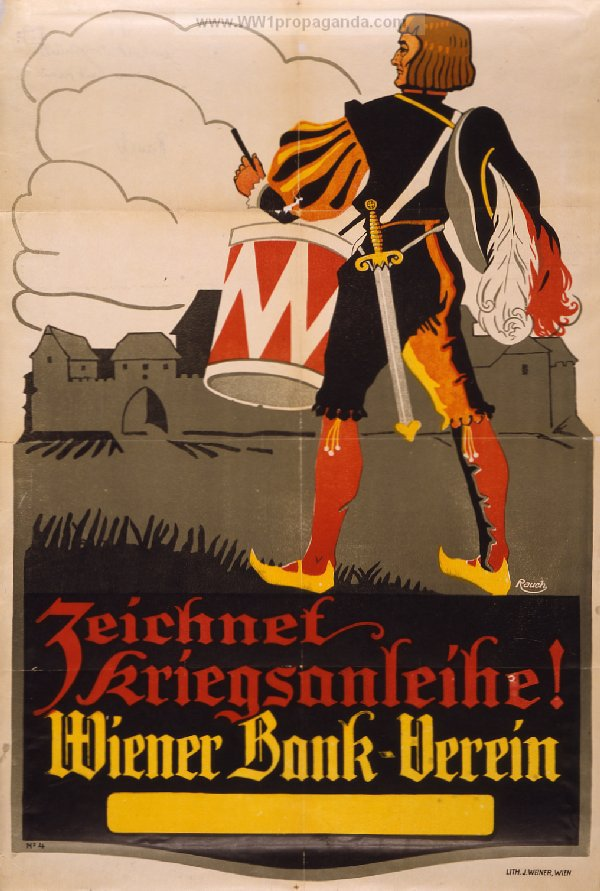 www.WW1propaganda.com
Rauch
Zeichnet
Kriegsanleihe!
Wiener Bank-Verein
Nº 4
LITH. J. WEINER, WIEN